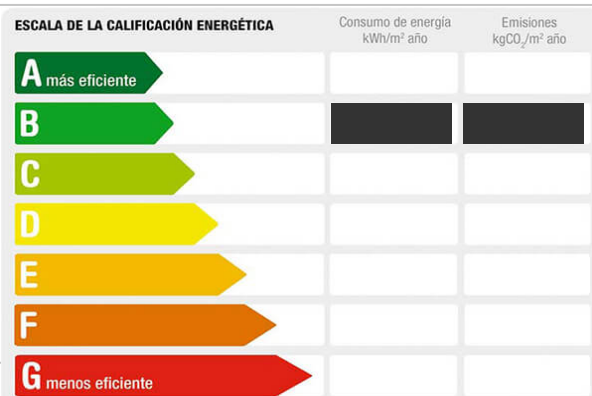 ESCALA DE LA CALIFICACIÓN ENERGÉTICA
Consumo de energía
kWh/m² año
Emisiones
kgCO₂/m² año
A más eficiente
B
C
D
E
F
G menos eficiente